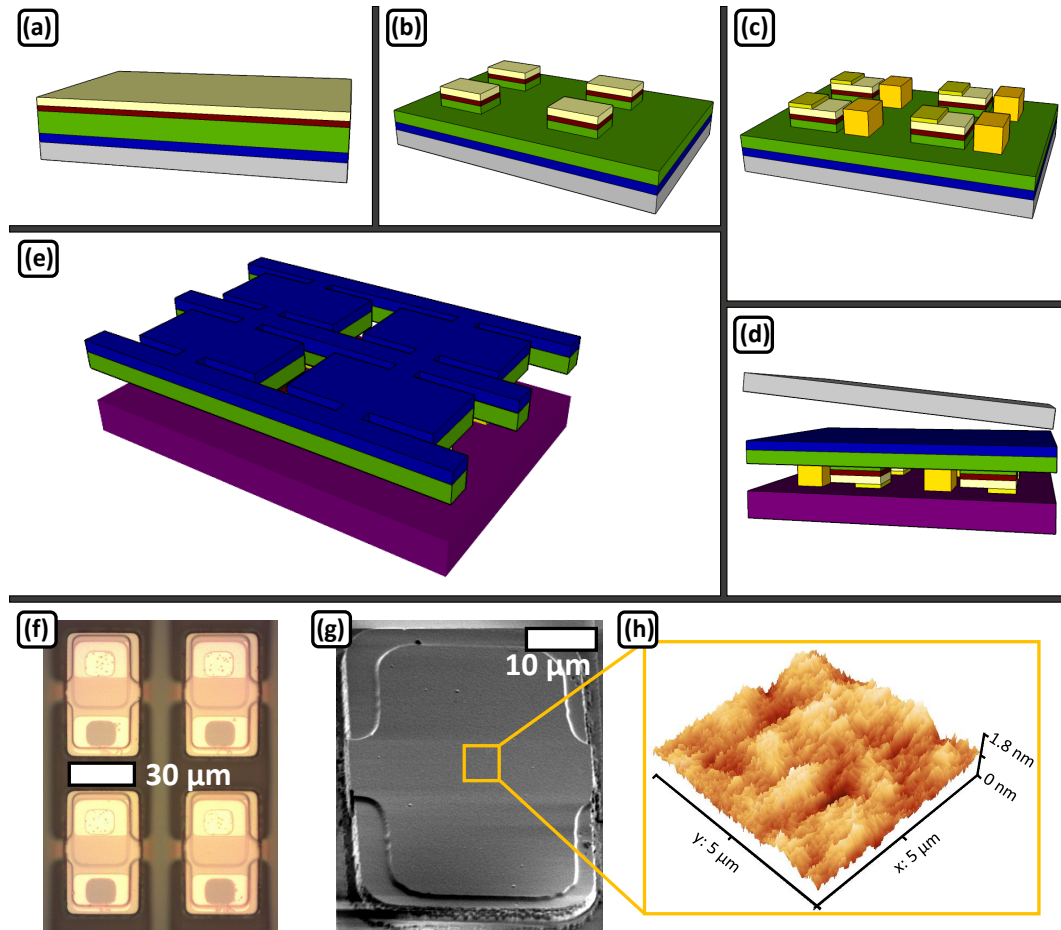 (a)
(b)
(c)
(e)
(d)
(f)
30 μm
(g)
10 μm
(h)
1.8 nm
0 nm
y: 5 μm
x: 5 μm